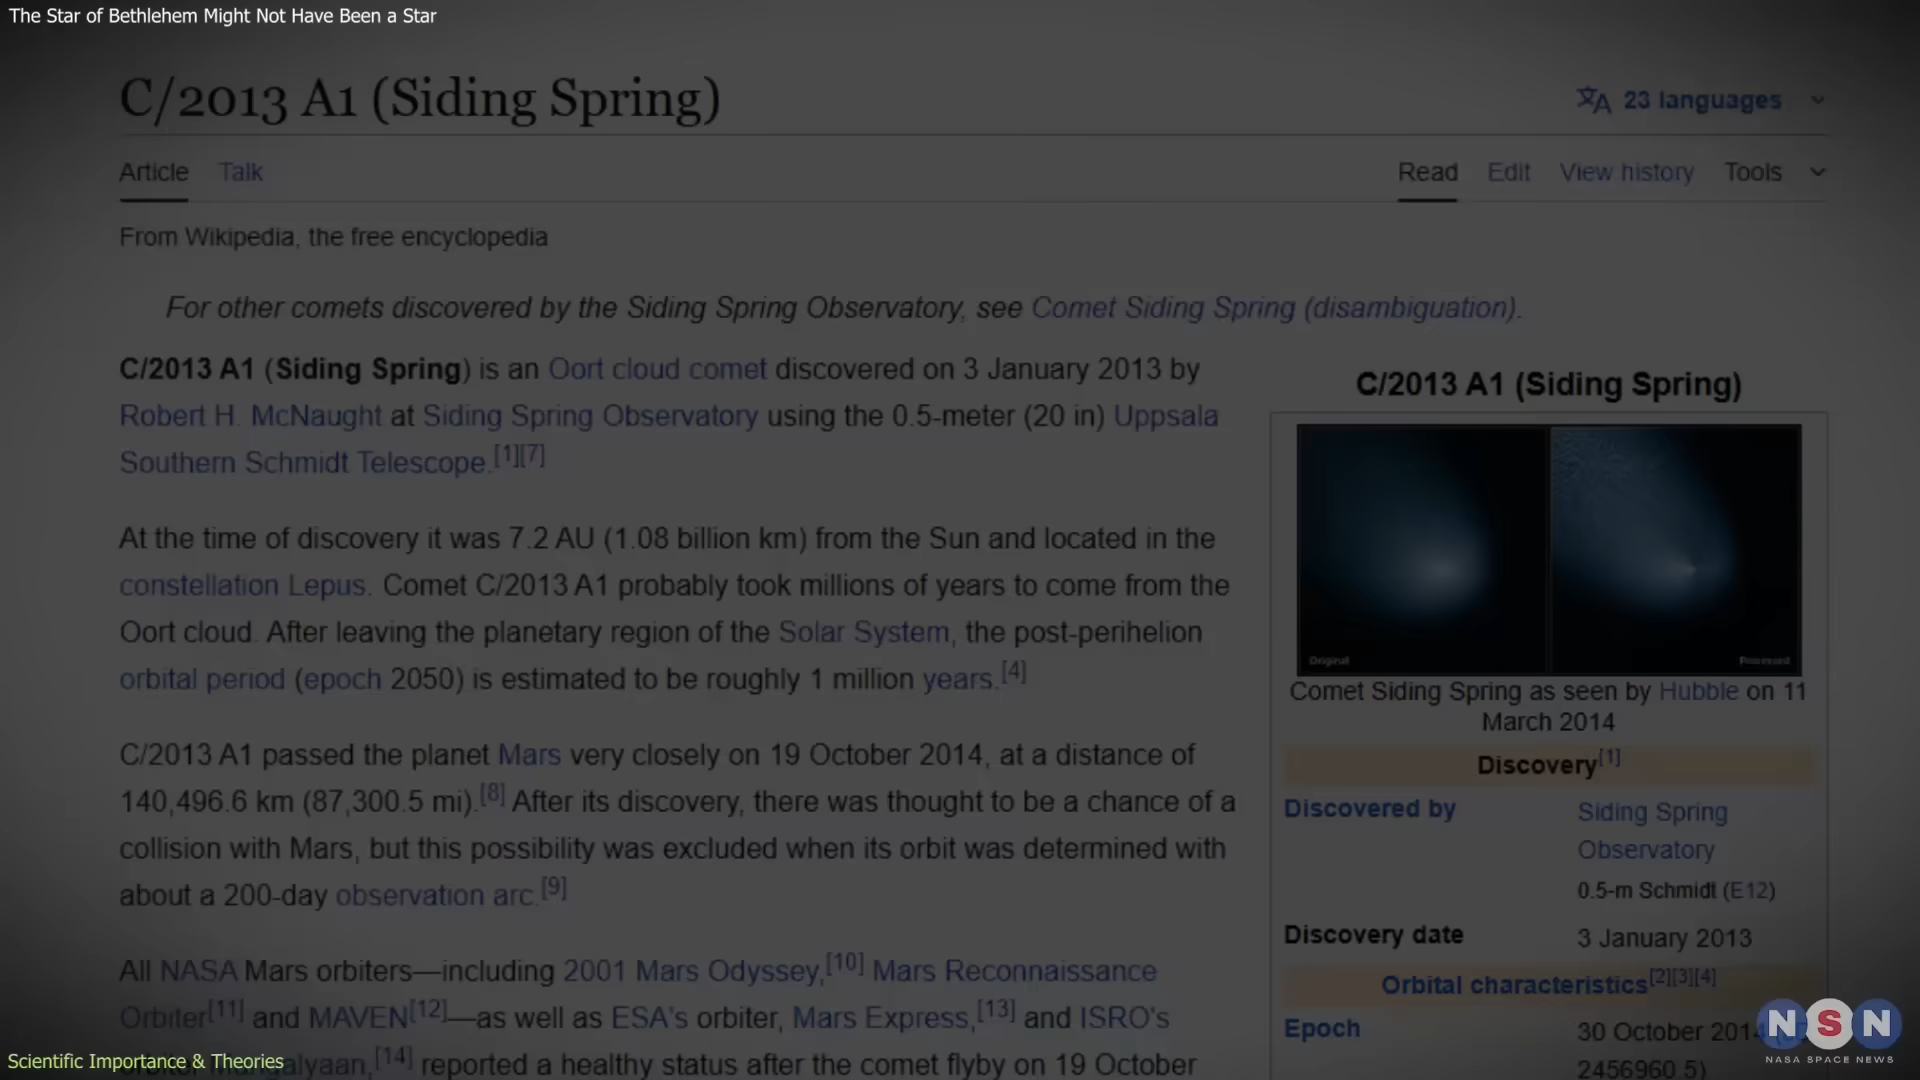 The Star of Bethlehem Might Not Have Been a Star
C/2013 A1 (Siding Spring)
23 languages
Article Talk
Read Edit View history Tools
From Wikipedia, the free encyclopedia
For other comets discovered by the Siding Spring Observatory, see Comet Siding Spring (disambiguation).
C/2013 A1 (Siding Spring) is an Oort cloud comet discovered on 3 January 2013 by
Robert H. McNaught at Siding Spring Observatory using the 0.5-meter (20 in) Uppsala
Southern Schmidt Telescope.[1][7]
At the time of discovery it was 7.2 AU (1.08 billion km) from the Sun and located in the
constellation Lepus. Comet C/2013 A1 probably took millions of years to come from the
Oort cloud. After leaving the planetary region of the Solar System, the post-perihelion
orbital period (epoch 2050) is estimated to be roughly 1 million years.[4]
C/2013 A1 passed the planet Mars very closely on 19 October 2014, at a distance of
140,496.6 km (87,300.5 mi).[8] After its discovery, there was thought to be a chance of a
collision with Mars, but this possibility was excluded when its orbit was determined with
about a 200-day observation arc.[9]
All NASA Mars orbiters—including 2001 Mars Odyssey,[10] Mars Reconnaissance
Orbiter[11] and MAVEN[12]—as well as ESA's orbiter, Mars Express,[13] and ISRO's
[14] reported a healthy status after the comet flyby on 19 October
C/2013 A1 (Siding Spring)
Original Processed
Comet Siding Spring as seen by Hubble on 11
March 2014
Discovery[1]
Discovered by Siding Spring
Observatory
0.5-m Schmidt (E12)
Discovery date 3 January 2013
Orbital characteristics[2][3][4]
Epoch 30 October 2014
2456960.5)
Scientific Importance & Theories
NSN
NASA SPACE NEWS